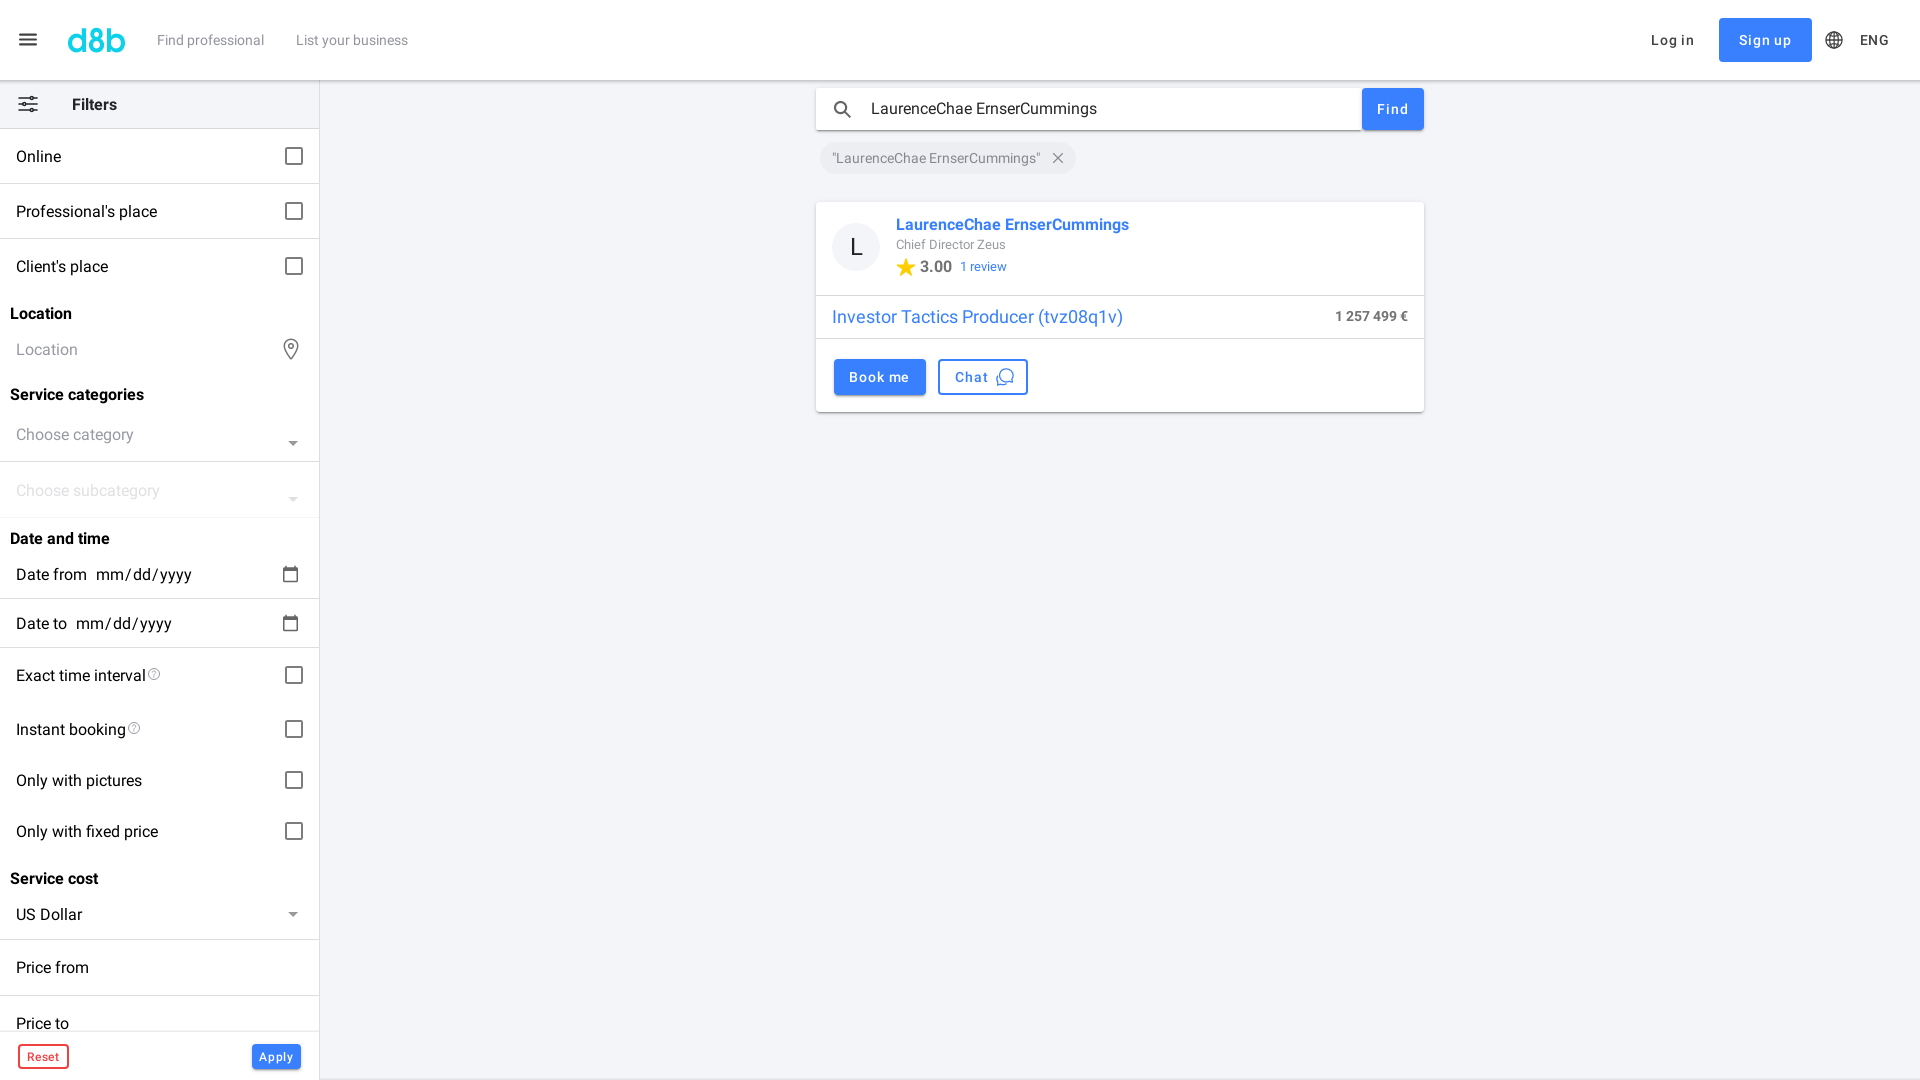 d8b
Find professional
List your business
Log in
Sign up
ENG
Filters
Online
Professional's place
Client's place
Location
Location
Service categories
Choose category
Choose subcategory
Date and time
Date from mm/dd/yyyy
Date to mm/dd/yyyy
Exact time interval
Instant booking
Only with pictures
Only with fixed price
Service cost
US Dollar
Price from
Price to
Reset
Apply
LaurenceChae ErnserCummings
Find
"LaurenceChae ErnserCummings"
L
LaurenceChae ErnserCummings
Chief Director Zeus
3.00 1 review
Investor Tactics Producer (tvz08q1v)
1 257 499 €
Book me
Chat